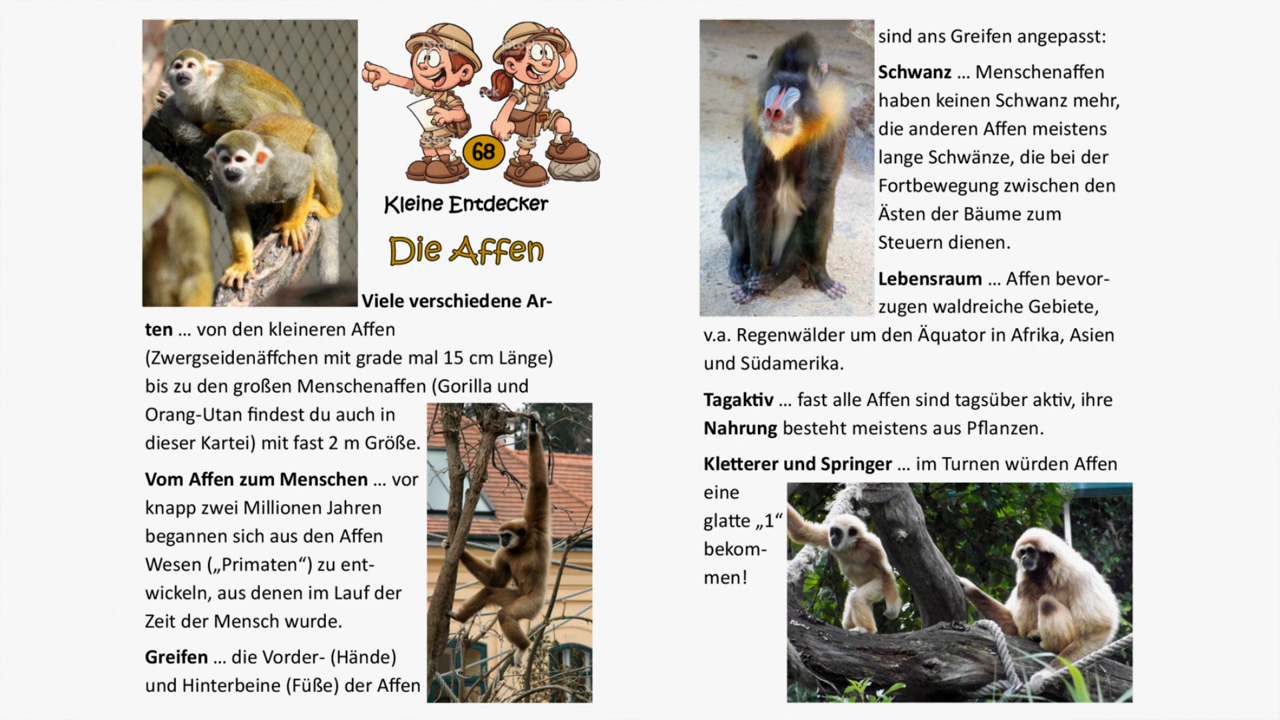 68
Kleine Entdecker
Die Affen
Viele verschiedene Ar-
ten ... von den kleineren Affen
(Zwergseidenäffchen mit grade mal 15 cm Länge)
bis zu den großen Menschenaffen (Gorilla und
Orang-Utan findest du auch in
dieser Kartei) mit fast 2 m Größe.
Vom Affen zum Menschen ... vor
knapp zwei Millionen Jahren
begannen sich aus den Affen
Wesen („Primaten“) zu ent-
wickeln, aus denen im Lauf der
Zeit der Mensch wurde.
Greifen ... die Vorder- (Hände)
und Hinterbeine (Füße) der Affen
sind ans Greifen angepasst:
Schwanz ... Menschenaffen
haben keinen Schwanz mehr,
die anderen Affen meistens
lange Schwänze, die bei der
Fortbewegung zwischen den
Ästen der Bäume zum
Steuern dienen.
Lebensraum ... Affen bevor-
zugen waldreiche Gebiete,
v.a. Regenwälder um den Äquator in Afrika, Asien
und Südamerika.
Tagaktiv ... fast alle Affen sind tagsüber aktiv, ihre
Nahrung besteht meistens aus Pflanzen.
Kletterer und Springer ... im Turnen würden Affen
eine
glatte „1“
bekom-
men!